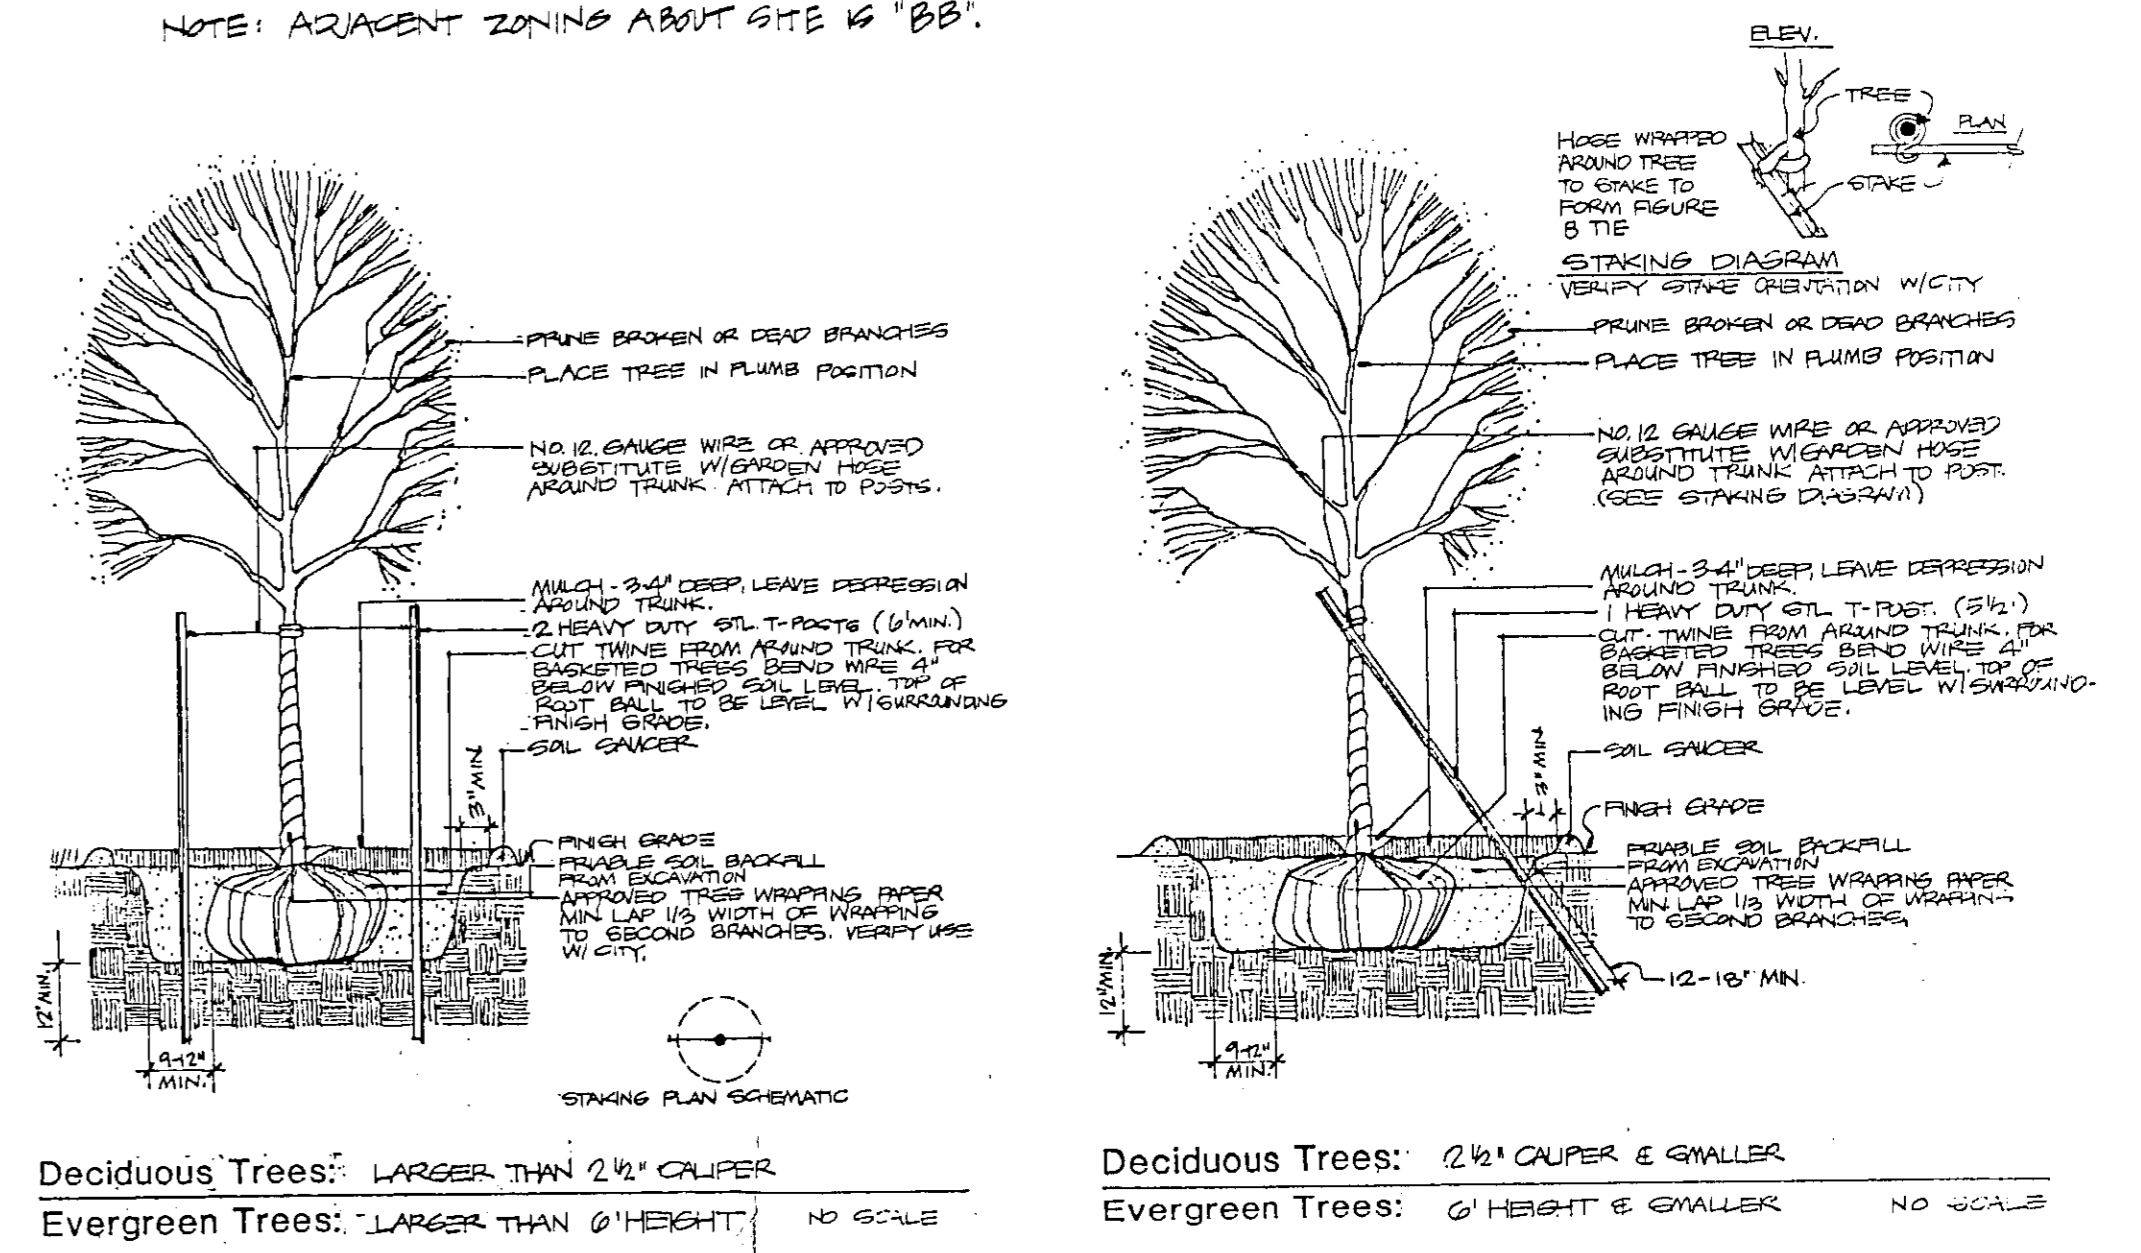 NOTE: ADJACENT ZONING ABOUT SITE IS "BB".
PRUNE BROKEN OR DEAD BRANCHES
PLACE TREE IN PLUMB POSITION
NO. 12. GAUGE WIRE OR APPROVED
SUBSTITUTE W/GARDEN HOSE
AROUND TRUNK. ATTACH TO POSTS.
MULCH - 3-4" DEEP, LEAVE DEPRESSION
AROUND TRUNK.
2 HEAVY DUTY STL. T-POSTS (6'MIN.)
CUT TWINE FROM AROUND TRUNK. FOR
BASKETED TREES BEND WIRE 4"
BELOW FINISHED SOIL LEVEL. TOP OF
ROOT BALL TO BE LEVEL W/SURROUNDING
FINISH GRADE.
SOIL SAUCER
3" MIN
FINISH GRADE
FRIABLE SOIL BACKFILL
FROM EXCAVATION
APPROVED TREE WRAPPING PAPER
MIN LAP 1/3 WIDTH OF WRAPPING
TO SECOND BRANCHES. VERIFY USE
W/ CITY.
12" MIN.
9-12"
MIN.
STAKING PLAN SCHEMATIC
Deciduous Trees: LARGER THAN 2 1/2" CALIPER
Evergreen Trees: LARGER THAN 6' HEIGHT NO SCALE
ELEV.
TREE
PLAN
HOSE WRAPPED
AROUND TREE
TO STAKE TO
FORM FIGURE
8 TIE
STAKE
STAKING DIAGRAM
VERIFY STAKE ORIENTATION W/CITY
PRUNE BROKEN OR DEAD BRANCHES
PLACE TREE IN PLUMB POSITION
NO. 12 GAUGE WIRE OR APPROVED
SUBSTITUTE W/GARDEN HOSE
AROUND TRUNK ATTACH TO POST.
(SEE STAKING DIAGRAM)
MULCH - 3-4" DEEP, LEAVE DEPRESSION
AROUND TRUNK.
1 HEAVY DUTY STL T-POST. (5 1/2')
CUT TWINE FROM AROUND TRUNK. FOR
BASKETED TREES BEND WIRE 4"
BELOW FINISHED SOIL LEVEL. TOP OF
ROOT BALL TO BE LEVEL W/SURROUND-
ING FINISH GRADE.
SOIL SAUCER
3" MIN
FINISH GRADE
FRIABLE SOIL BACKFILL
FROM EXCAVATION
APPROVED TREE WRAPPING PAPER
MIN. LAP 1/3 WIDTH OF WRAPPIN
TO SECOND BRANCHES.
12-18" MIN.
12" MIN.
9-12"
MIN.
Deciduous Trees: 2 1/2" CALIPER & SMALLER
Evergreen Trees: 6' HEIGHT & SMALLER NO SCALE